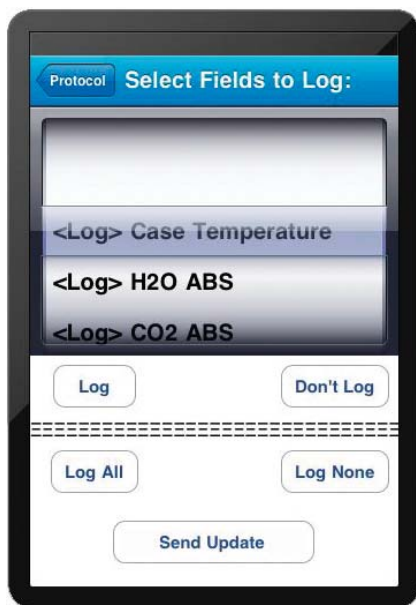 Protocol Select Fields to Log:
<Log> Case Temperature
<Log> H2O ABS
<Log> CO2 ABS
Log Don't Log
Log All Log None
Send Update